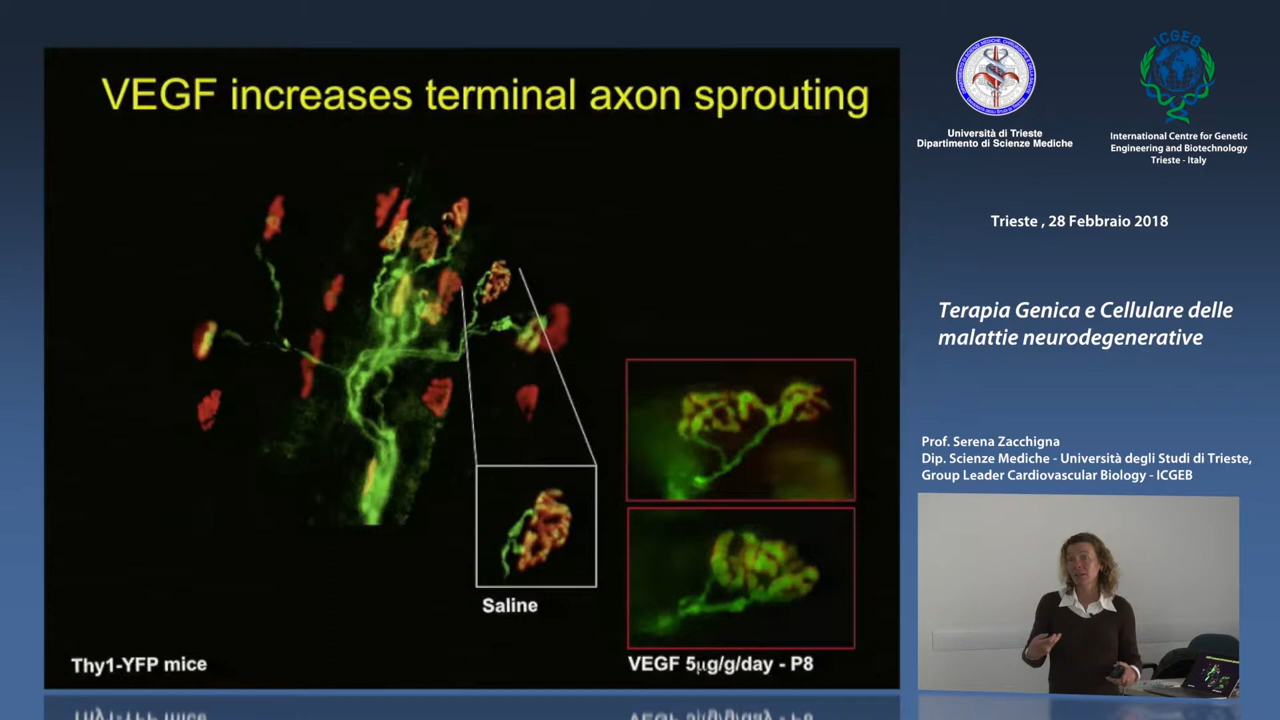 VEGF increases terminal axon sprouting
Saline
Thy1-YFP mice
VEGF 5μg/g/day - P8
ICGEB
Università di Trieste
Dipartimento di Scienze Mediche
International Centre for Genetic
Engineering and Biotechnology
Trieste - Italy
Trieste , 28 Febbraio 2018
Terapia Genica e Cellulare delle
malattie neurodegenerative
Prof. Serena Zacchigna
Dip. Scienze Mediche - Università degli Studi di Trieste,
Group Leader Cardiovascular Biology - ICGEB